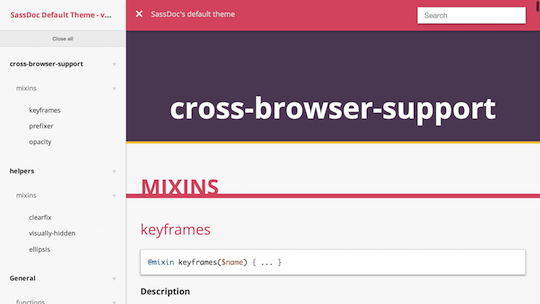 SassDoc Default Theme - v...
✕ SassDoc's default theme
Search
Close all
cross-browser-support
mixins
keyframes
prefixer
opacity
helpers
mixins
clearfix
visually-hidden
ellipsis
General
functions
cross-browser-support
MIXINS
keyframes
@mixin keyframes($name) { ... }
Description